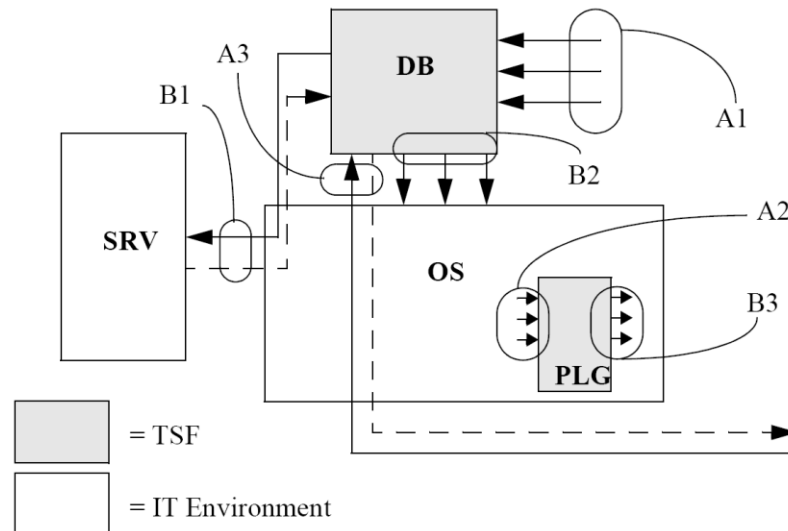 DB
A3
B1
A1
B2
SRV
A2
OS
B3
PLG
= TSF
= IT Environment